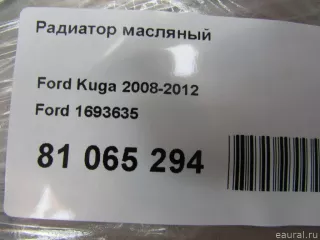 Радиатор масляный
Ford Kuga 2008-2012
Ford 1693635
81 065 294
eaural.ru